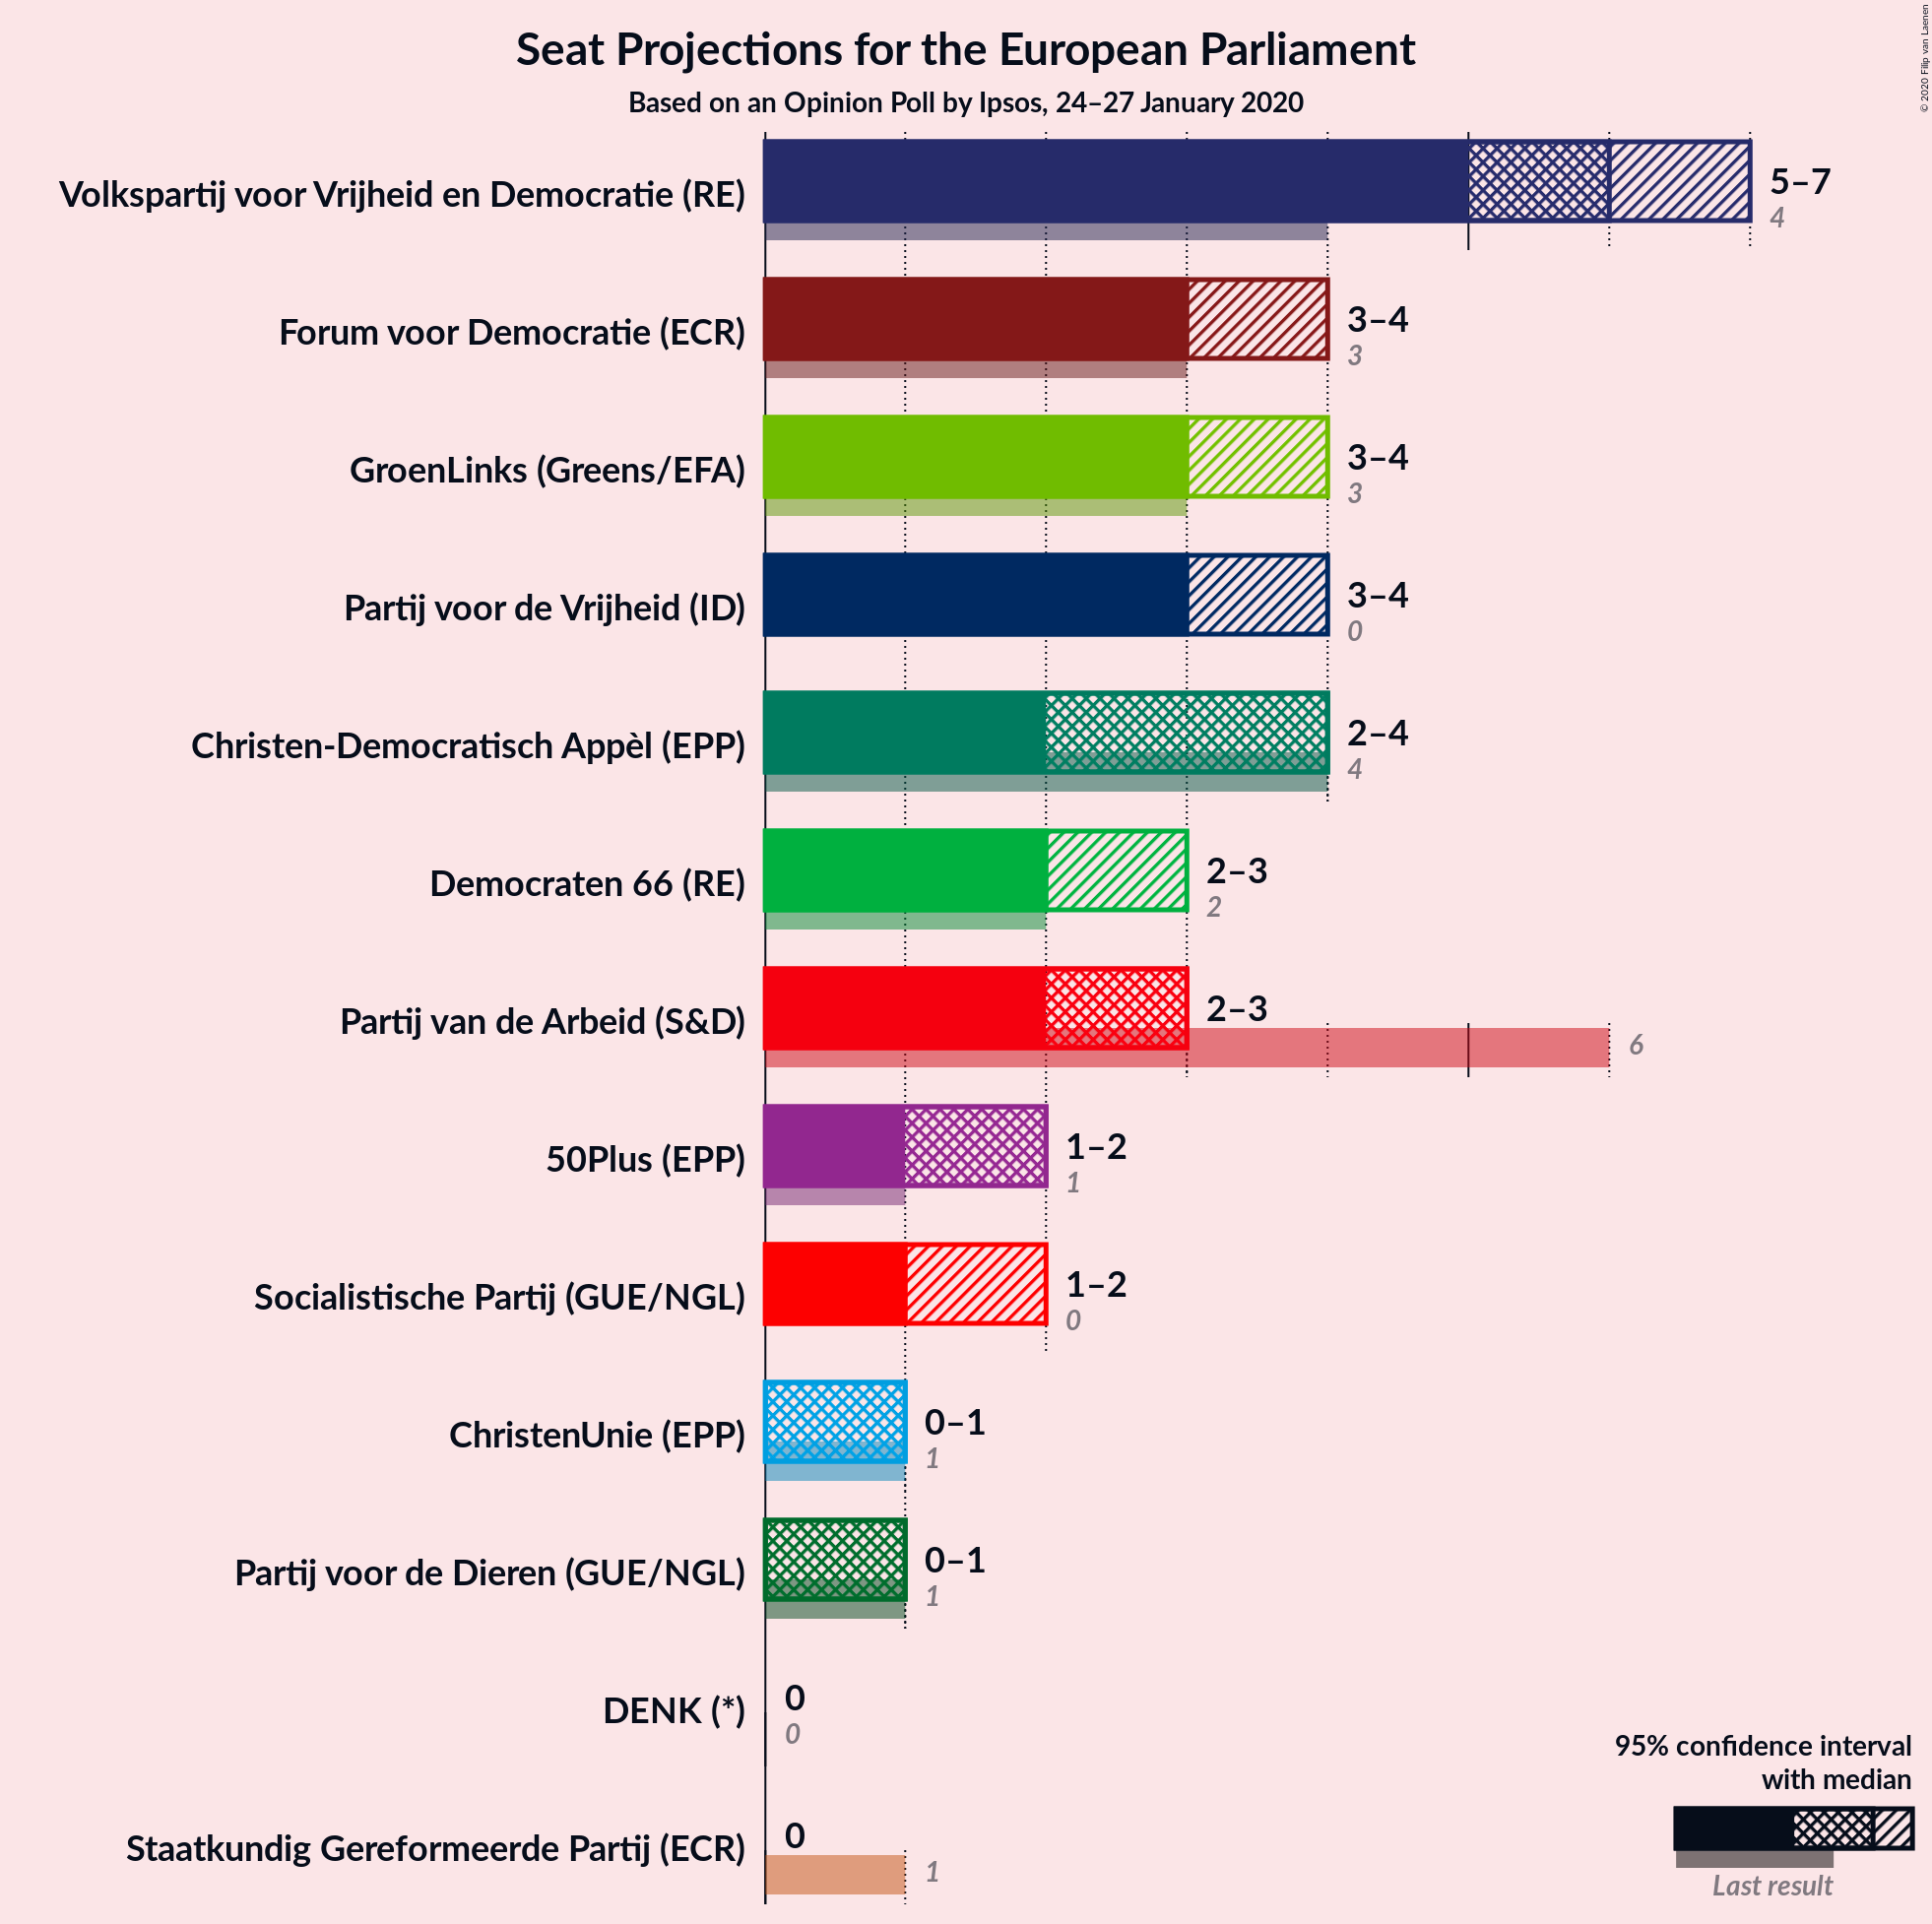 Seat Projections for the European Parliament
Based on an Opinion Poll by Ipsos, 24–27 January 2020
© 2020 Filip van Laenen
Volkspartij voor Vrijheid en Democratie (RE)
5–7
4
Forum voor Democratie (ECR)
3–4
3
GroenLinks (Greens/EFA)
3–4
3
Partij voor de Vrijheid (ID)
3–4
0
Christen-Democratisch Appèl (EPP)
2–4
4
Democraten 66 (RE)
2–3
2
Partij van de Arbeid (S&D)
2–3
6
50Plus (EPP)
1–2
1
Socialistische Partij (GUE/NGL)
1–2
0
ChristenUnie (EPP)
0–1
1
Partij voor de Dieren (GUE/NGL)
0–1
1
DENK (*)
0
0
Staatkundig Gereformeerde Partij (ECR)
0
1
95% confidence interval
with median
Last result